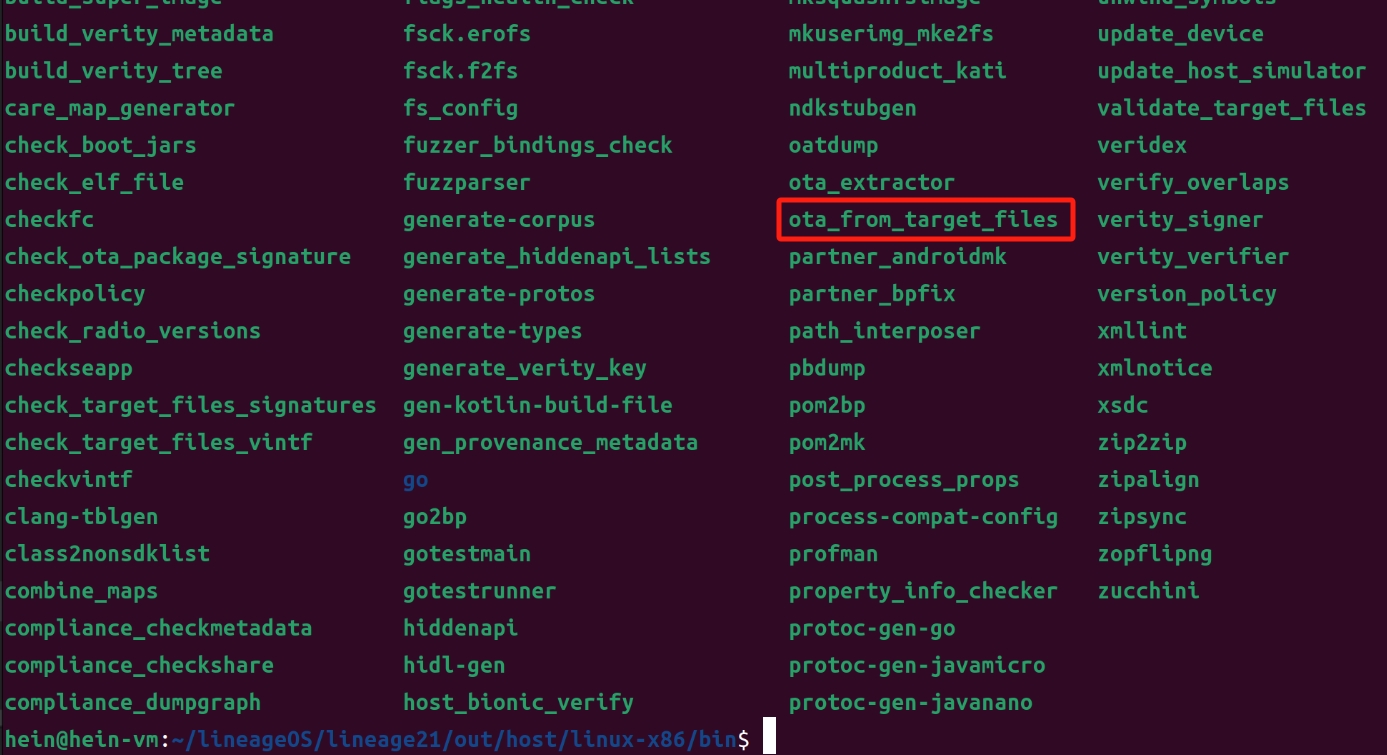 build_super_image flags_health_check mksquashfsimage unwind_symbols
build_verity_metadata fsck.erofs mkuserimg_mke2fs update_device
build_verity_tree fsck.f2fs multiproduct_kati update_host_simulator
care_map_generator fs_config ndkstubgen validate_target_files
check_boot_jars fuzzer_bindings_check oatdump veridex
check_elf_file fuzzparser ota_extractor verify_overlaps
checkfc generate-corpus ota_from_target_files verity_signer
check_ota_package_signature generate_hiddenapi_lists partner_androidmk verity_verifier
checkpolicy generate-protos partner_bpfix version_policy
check_radio_versions generate-types path_interposer xmllint
checkseapp generate_verity_key pbdump xmlnotice
check_target_files_signatures gen-kotlin-build-file pom2bp xsdc
check_target_files_vintf gen_provenance_metadata pom2mk zip2zip
checkvintf go post_process_props zipalign
clang-tblgen go2bp process-compat-config zipsync
class2nonsdklist gotestmain profman zopflipng
combine_maps gotestrunner property_info_checker zucchini
compliance_checkmetadata hiddenapi protoc-gen-go
compliance_checkshare hidl-gen protoc-gen-javamicro
compliance_dumpgraph host_bionic_verify protoc-gen-javanano
hein@hein-vm:~/lineageOS/lineage21/out/host/linux-x86/bin$